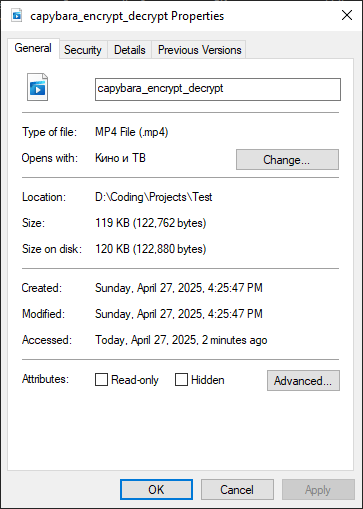 capybara_encrypt_decrypt Properties
General Security Details Previous Versions
capybara_encrypt_decrypt
Type of file: MP4 File (.mp4)
Opens with: Кино и ТВ Change...
Location: D:\Coding\Projects\Test
Size: 119 KB (122,762 bytes)
Size on disk: 120 KB (122,880 bytes)
Created: Sunday, April 27, 2025, 4:25:47 PM
Modified: Sunday, April 27, 2025, 4:25:47 PM
Accessed: Today, April 27, 2025, 2 minutes ago
Attributes: Read-only Hidden Advanced...
OK Cancel Apply